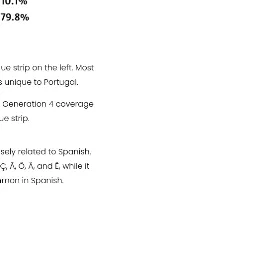 10.1%
79.8%
ue strip on the left. Most
s unique to Portugal.
Generation 4 coverage
ue strip.
sely related to Spanish.
Ç, Ã, Õ, Â, and Ê, while it
mon in Spanish.